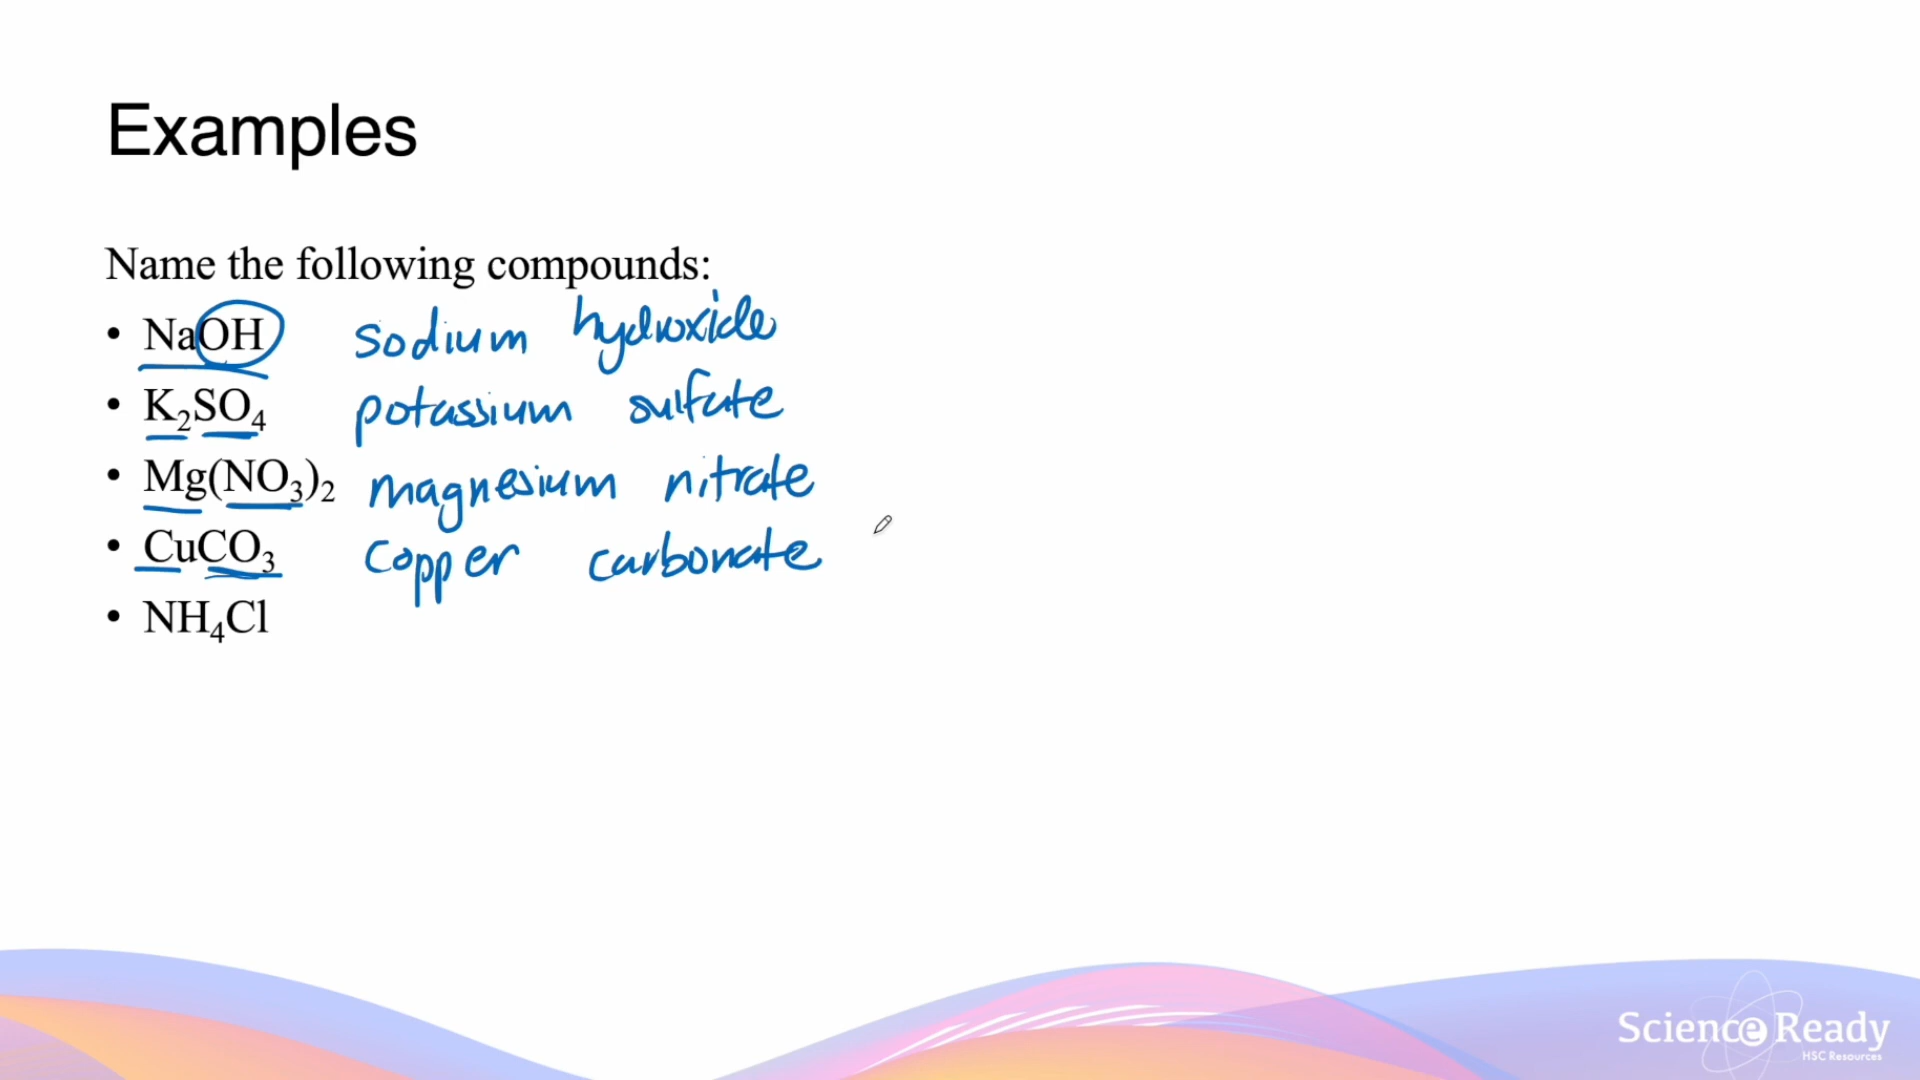 Examples
Name the following compounds:
• NaOH sodium hydroxide
• K₂SO₄ potassium sulfate
• Mg(NO₃)₂ magnesium nitrate
• CuCO₃ copper carbonate
• NH₄Cl
Science Ready
HSC Resources